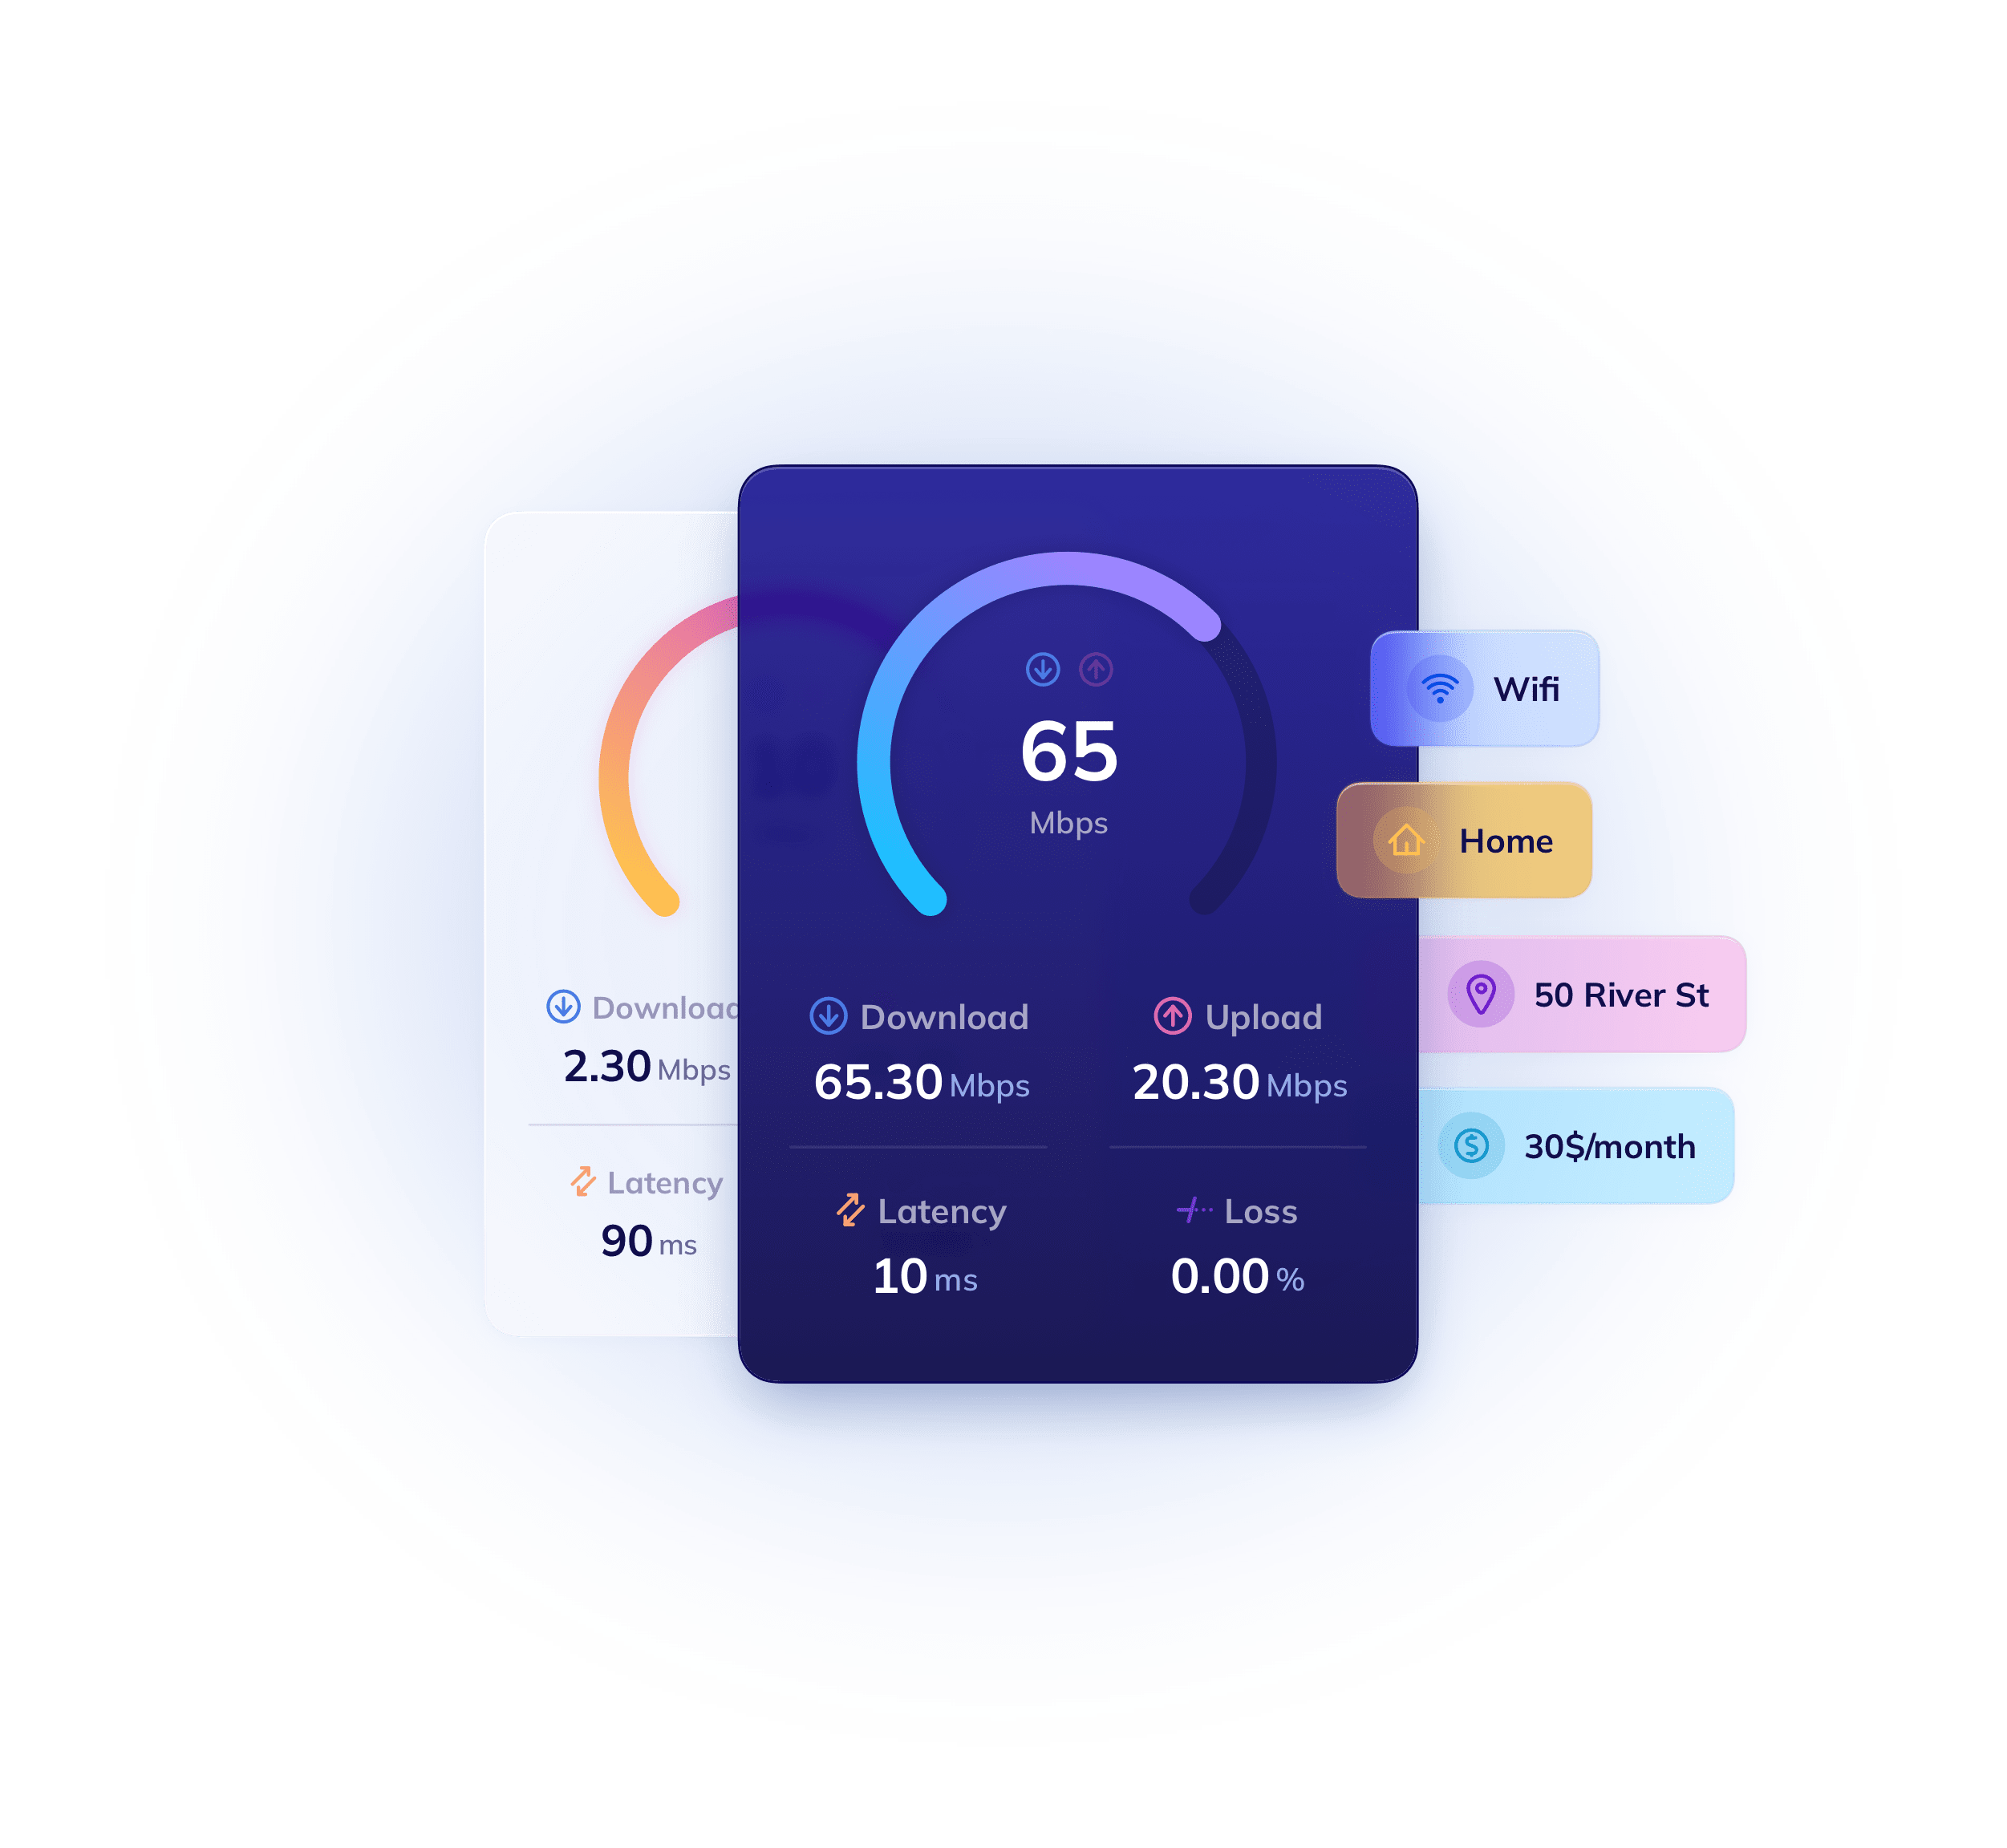 Download
2.30 Mbps
Latency
90 ms
65
Mbps
Download
65.30 Mbps
Upload
20.30 Mbps
Latency
10 ms
Loss
0.00 %
Wifi
Home
50 River St
30$/month